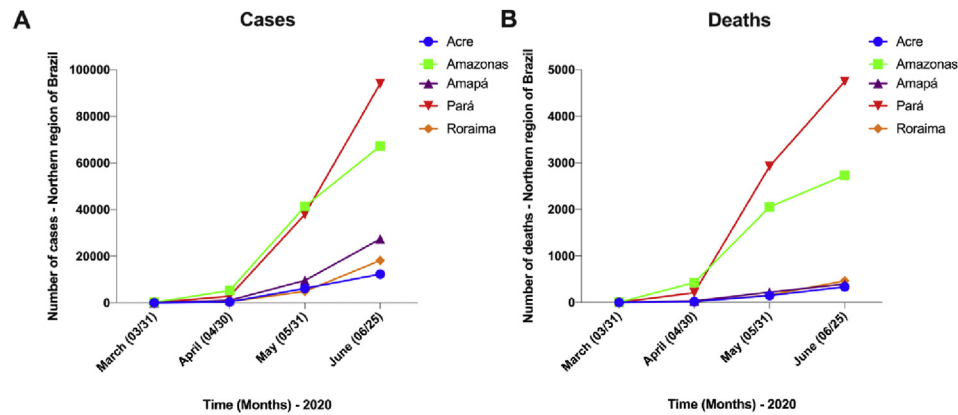 A
Cases
Number of cases - Northern region of Brazil
100000
80000
60000
40000
20000
0
March (03/31)
April (04/30)
May (05/31)
June (06/25)
Time (Months) - 2020
Acre
Amazonas
Amapá
Pará
Roraima
B
Deaths
Number of deaths - Northern region of Brazil
5000
4000
3000
2000
1000
0
March (03/31)
April (04/30)
May (05/31)
June (06/25)
Time (Months) - 2020
Acre
Amazonas
Amapá
Pará
Roraima